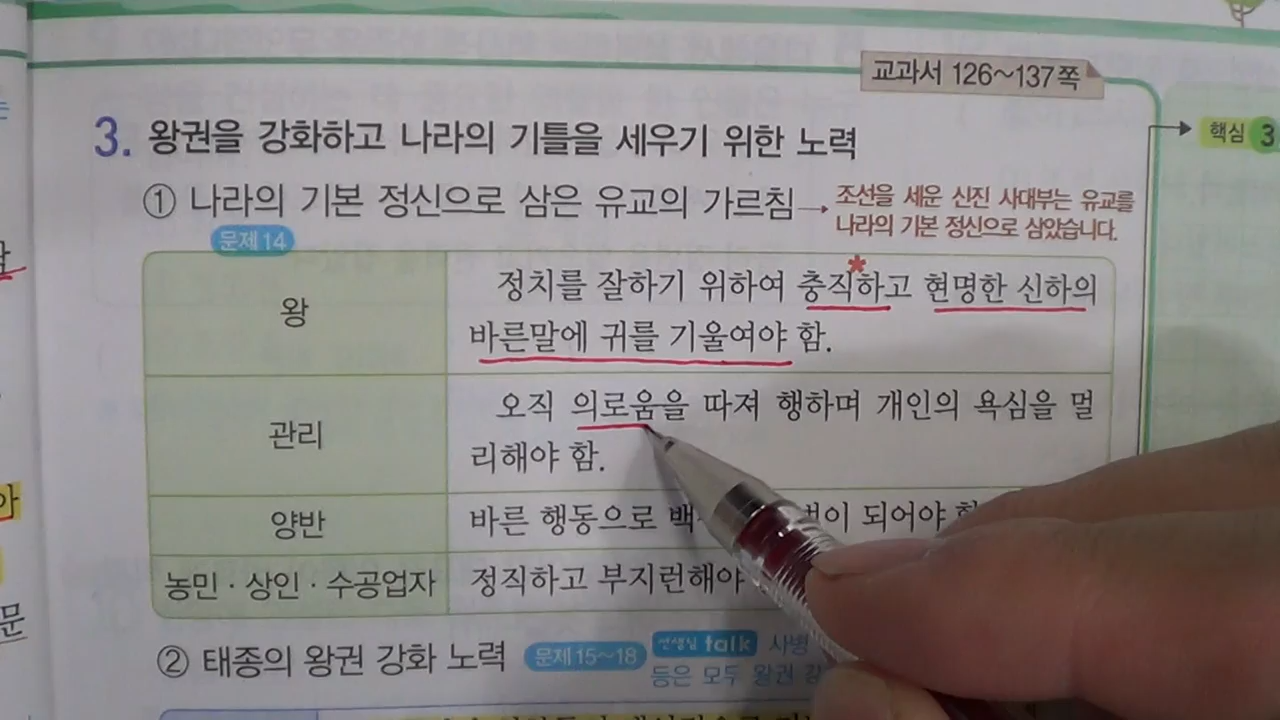 교과서 126~137쪽
3. 왕권을 강화하고 나라의 기틀을 세우기 위한 노력
핵심 3
① 나라의 기본 정신으로 삼은 유교의 가르침 → 조선을 세운 신진 사대부는 유교를
나라의 기본 정신으로 삼았습니다.
문제 14
왕
정치를 잘하기 위하여 충직하고 현명한 신하의
바른말에 귀를 기울여야 함.
관리
오직 의로움을 따져 행하며 개인의 욕심을 멀
리해야 함.
양반
바른 행동으로 되어야
농민 · 상인 · 수공업자
정직하고 부지런해야
② 태종의 왕권 강화 노력 문제 15~18 선생님 talk 사병
등은 모두 왕권
문